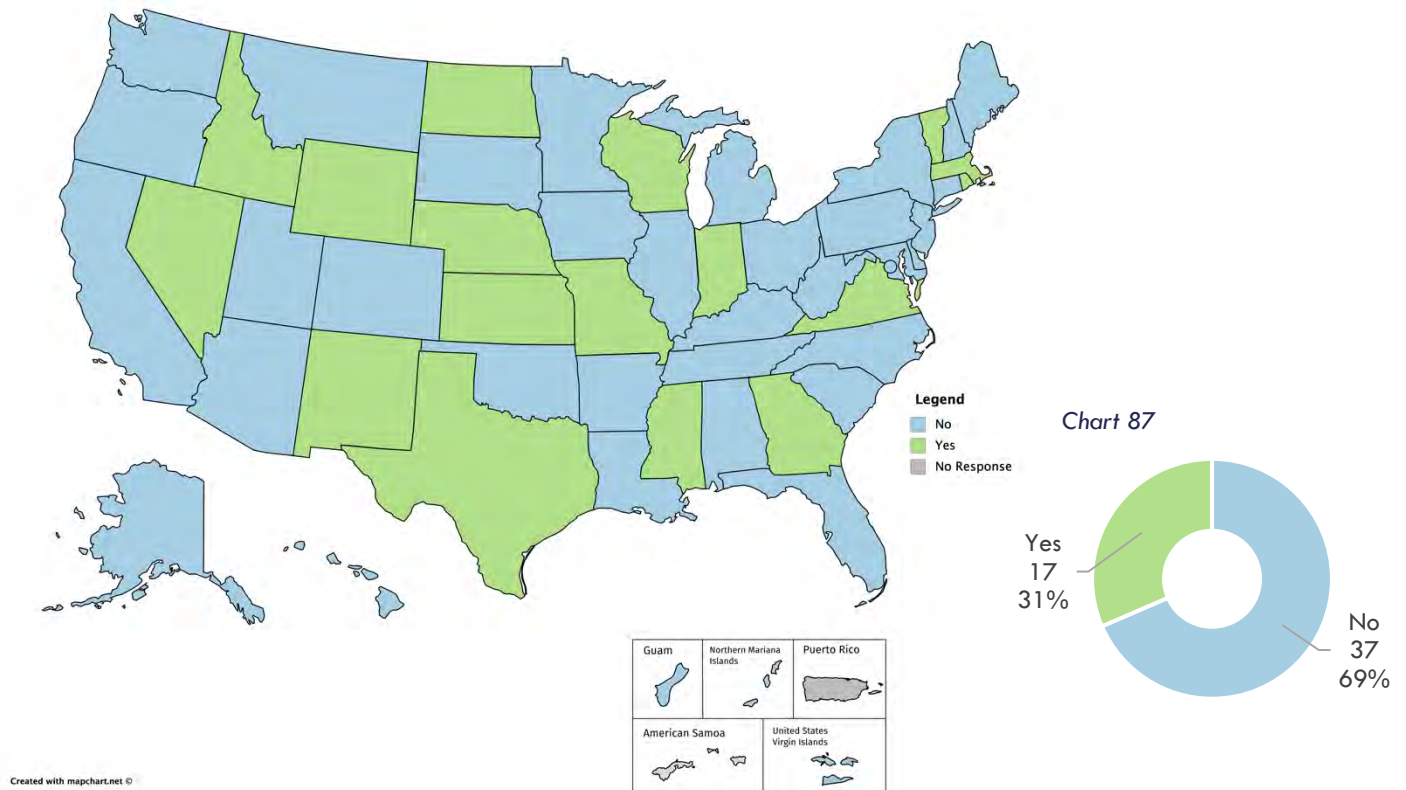 Legend
No
Yes
No Response
Chart 87
Yes
17
31%
No
37
69%
Guam
Northern Mariana
Islands
Puerto Rico
American Samoa
United States
Virgin Islands
Created with mapchart.net ©